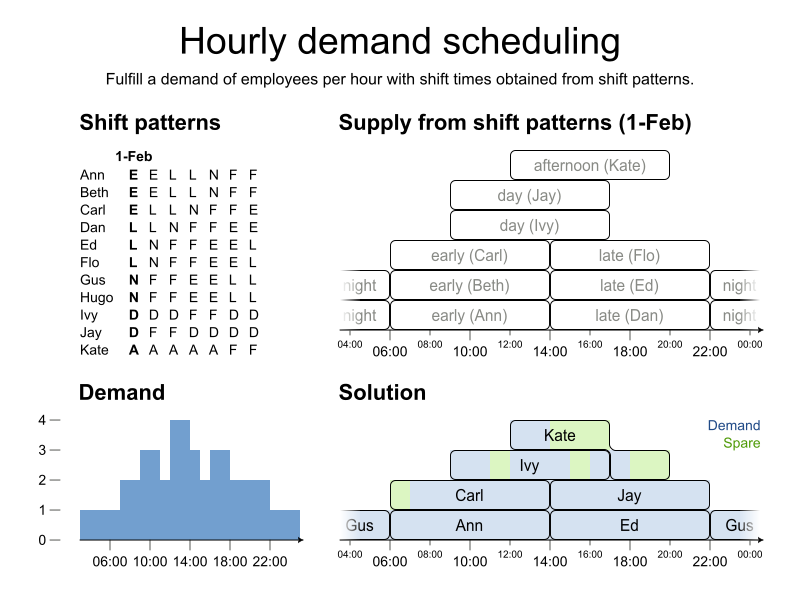 Hourly demand scheduling
Fulfill a demand of employees per hour with shift times obtained from shift patterns.
Shift patterns
1-Feb
Ann E E L L N F F
Beth E E L L N F F
Carl E L L N F F E
Dan L L N F F E E
Ed L N F F E E L
Flo L N F F E E L
Gus N F F E E L L
Hugo N F F E E L L
Ivy D D D F F D D
Jay D F F D D D D
Kate A A A A A F F
Supply from shift patterns (1-Feb)
afternoon (Kate)
day (Jay)
day (Ivy)
early (Carl) late (Flo)
night early (Beth) late (Ed) night
night early (Ann) late (Dan) night
04:00 06:00 08:00 10:00 12:00 14:00 16:00 18:00 20:00 22:00 00:00
Demand
4
3
2
1
0
06:00 10:00 14:00 18:00 22:00
Solution
Demand
Spare
Kate
Ivy
Carl Jay
Gus Ann Ed Gus
04:00 06:00 08:00 10:00 12:00 14:00 16:00 18:00 20:00 22:00 00:00